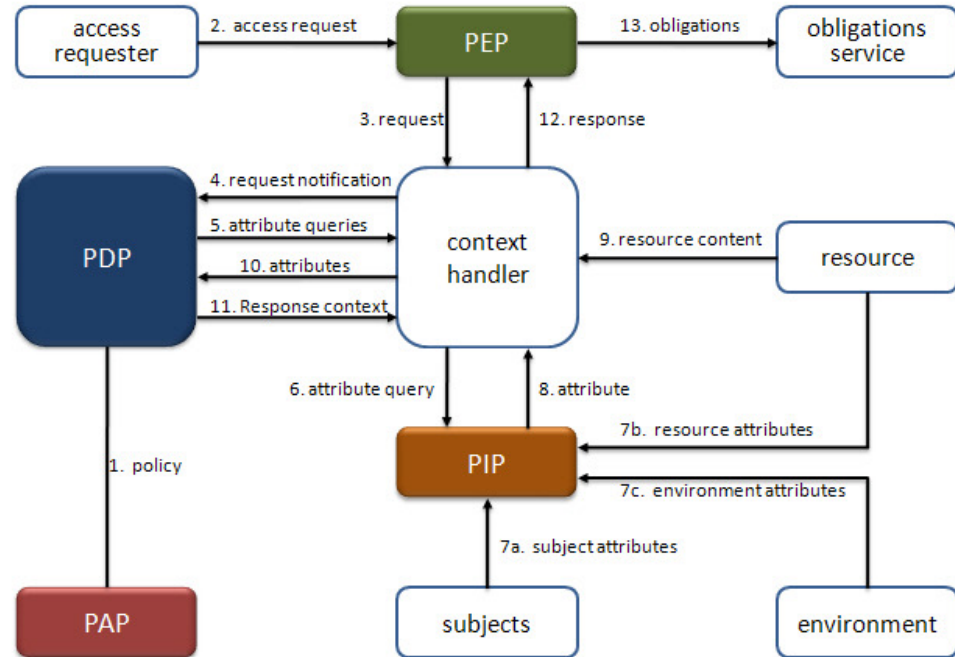 access
requester
2. access request
PEP
13. obligations
obligations
service
3. request
12. response
4. request notification
5. attribute queries
PDP
10. attributes
11. Response context
context
handler
9. resource content
resource
6. attribute query
8. attribute
7b. resource attributes
PIP
1. policy
7c. environment attributes
7a. subject attributes
PAP
subjects
environment